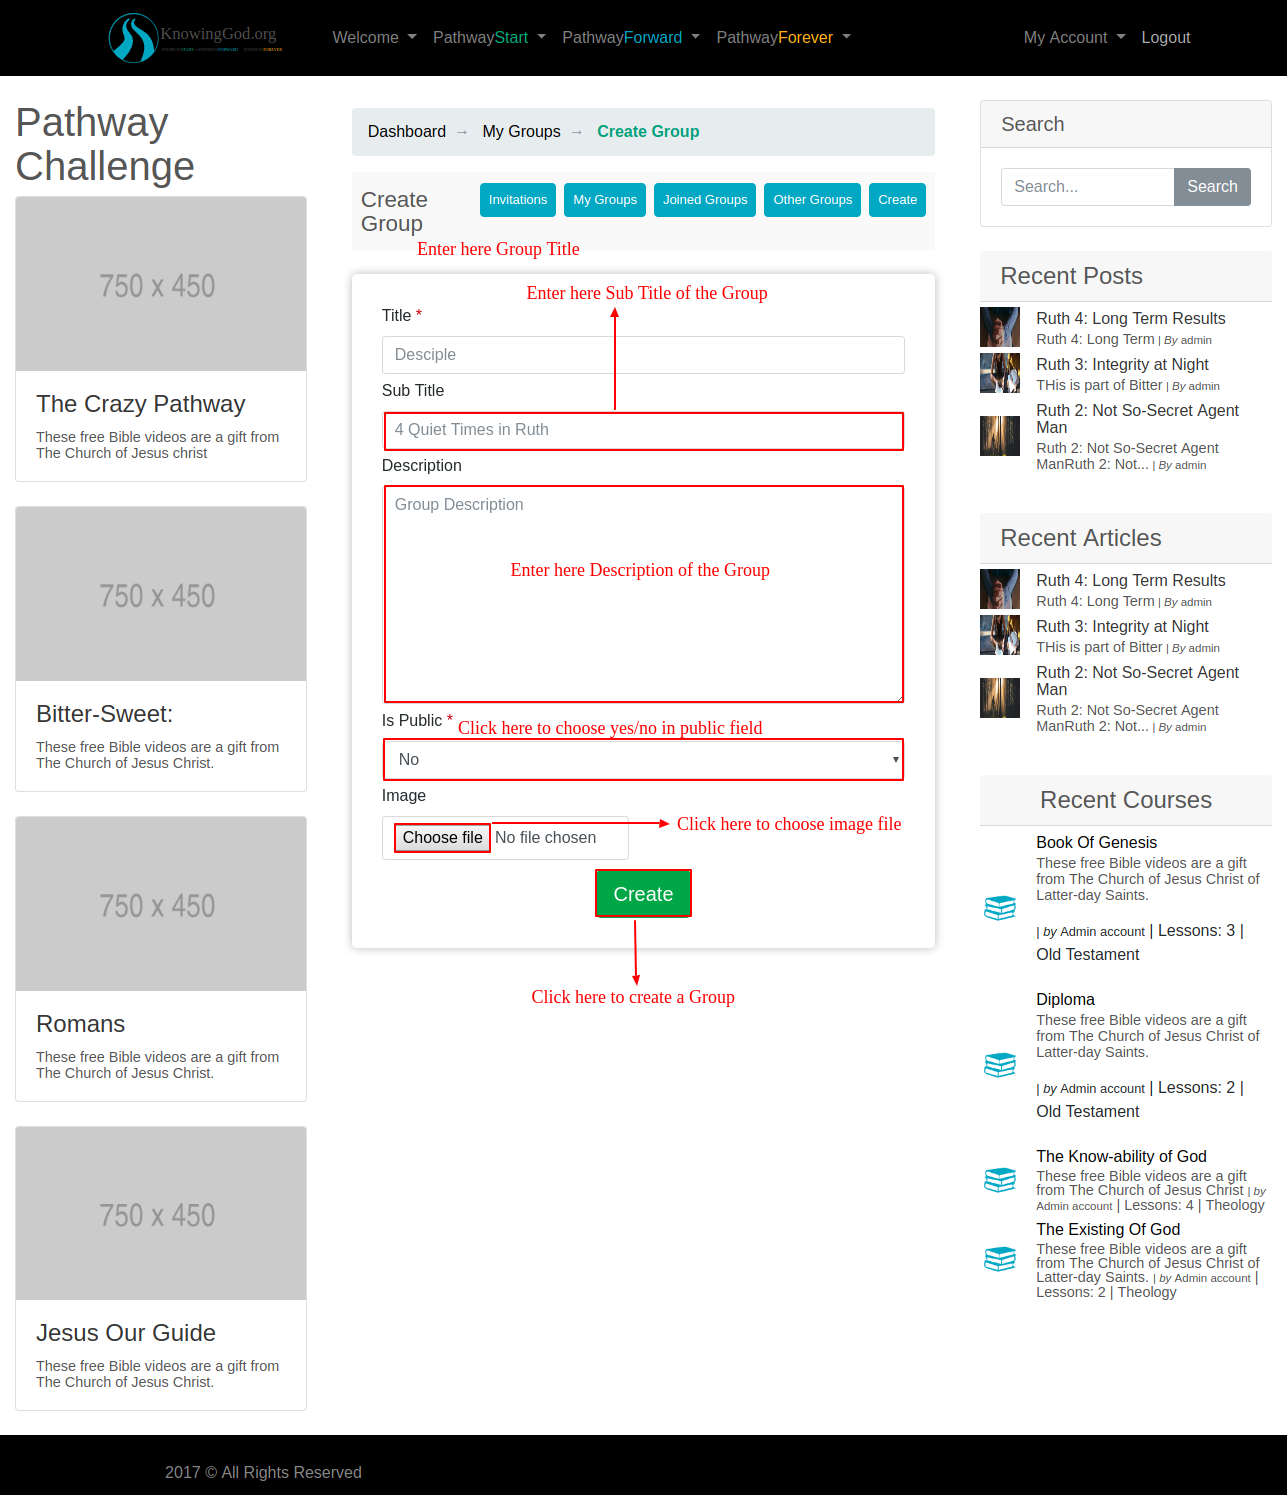 KnowingGod.org
Welcome
PathwayStart
PathwayForward
PathwayForever
My Account
Logout
Pathway
Challenge
750 x 450
The Crazy Pathway
These free Bible videos are a gift from
The Church of Jesus christ
750 x 450
Bitter-Sweet:
These free Bible videos are a gift from
The Church of Jesus Christ.
750 x 450
Romans
These free Bible videos are a gift from
The Church of Jesus Christ.
750 x 450
Jesus Our Guide
These free Bible videos are a gift from
The Church of Jesus Christ.
Dashboard → My Groups → Create Group
Create
Group
Invitations
My Groups
Joined Groups
Other Groups
Create
Enter here Group Title
Enter here Sub Title of the Group
Title *
Desciple
Sub Title
4 Quiet Times in Ruth
Description
Group Description
Enter here Description of the Group
Is Public *
Click here to choose yes/no in public field
No
Image
Choose file No file chosen
Click here to choose image file
Create
Click here to create a Group
Search
Search...
Search
Recent Posts
Ruth 4: Long Term Results
Ruth 4: Long Term | By admin
Ruth 3: Integrity at Night
THis is part of Bitter | By admin
Ruth 2: Not So-Secret Agent
Man
Ruth 2: Not So-Secret Agent
ManRuth 2: Not... | By admin
Recent Articles
Ruth 4: Long Term Results
Ruth 4: Long Term | By admin
Ruth 3: Integrity at Night
THis is part of Bitter | By admin
Ruth 2: Not So-Secret Agent
Man
Ruth 2: Not So-Secret Agent
ManRuth 2: Not... | By admin
Recent Courses
Book Of Genesis
These free Bible videos are a gift
from The Church of Jesus Christ of
Latter-day Saints.
| by Admin account | Lessons: 3 |
Old Testament
Diploma
These free Bible videos are a gift
from The Church of Jesus Christ of
Latter-day Saints.
| by Admin account | Lessons: 2 |
Old Testament
The Know-ability of God
These free Bible videos are a gift
from The Church of Jesus Christ | by
Admin account | Lessons: 4 | Theology
The Existing Of God
These free Bible videos are a gift
from The Church of Jesus Christ of
Latter-day Saints. | by Admin account |
Lessons: 2 | Theology
2017 © All Rights Reserved